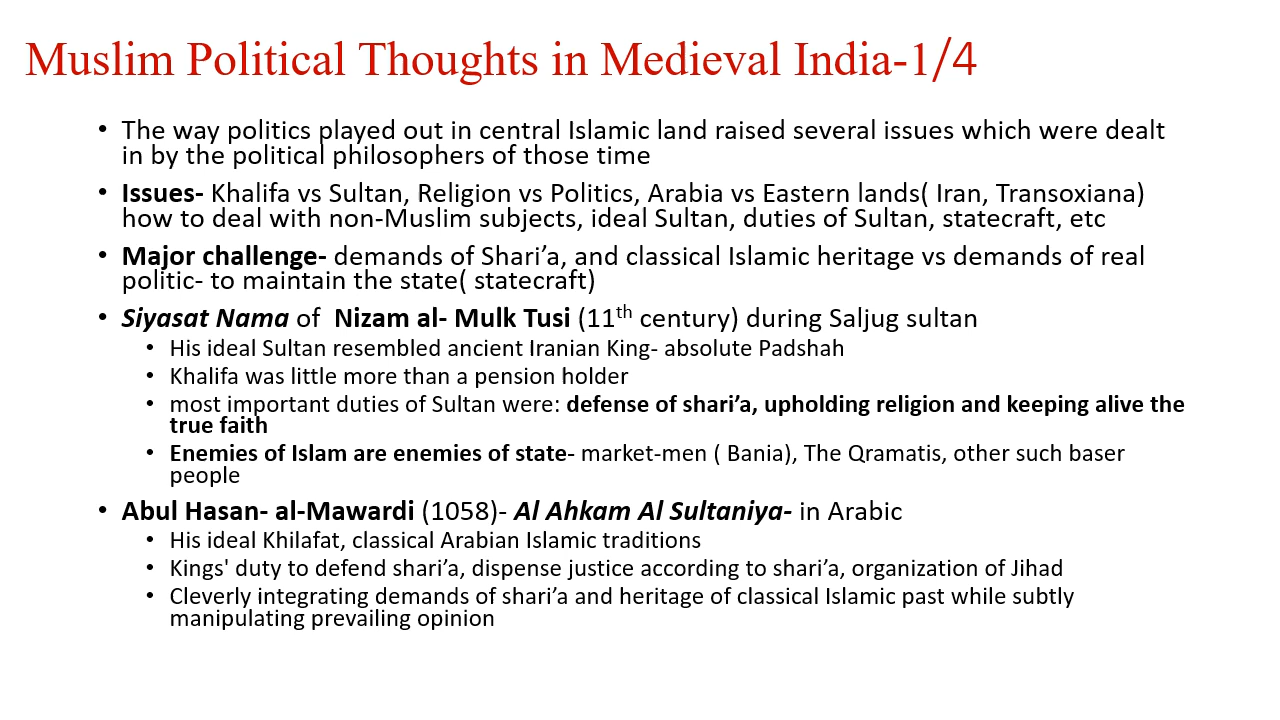 Muslim Political Thoughts in Medieval India-1/4
• The way politics played out in central Islamic land raised several issues which were dealt
in by the political philosophers of those time
• Issues- Khalifa vs Sultan, Religion vs Politics, Arabia vs Eastern lands( Iran, Transoxiana)
how to deal with non-Muslim subjects, ideal Sultan, duties of Sultan, statecraft, etc
• Major challenge- demands of Shari’a, and classical Islamic heritage vs demands of real
politic- to maintain the state( statecraft)
• Siyasat Nama of Nizam al- Mulk Tusi (11th century) during Saljug sultan
• His ideal Sultan resembled ancient Iranian King- absolute Padshah
• Khalifa was little more than a pension holder
• most important duties of Sultan were: defense of shari’a, upholding religion and keeping alive the
true faith
• Enemies of Islam are enemies of state- market-men ( Bania), The Qramatis, other such baser
people
• Abul Hasan- al-Mawardi (1058)- Al Ahkam Al Sultaniya- in Arabic
• His ideal Khilafat, classical Arabian Islamic traditions
• Kings' duty to defend shari’a, dispense justice according to shari’a, organization of Jihad
• Cleverly integrating demands of shari’a and heritage of classical Islamic past while subtly
manipulating prevailing opinion